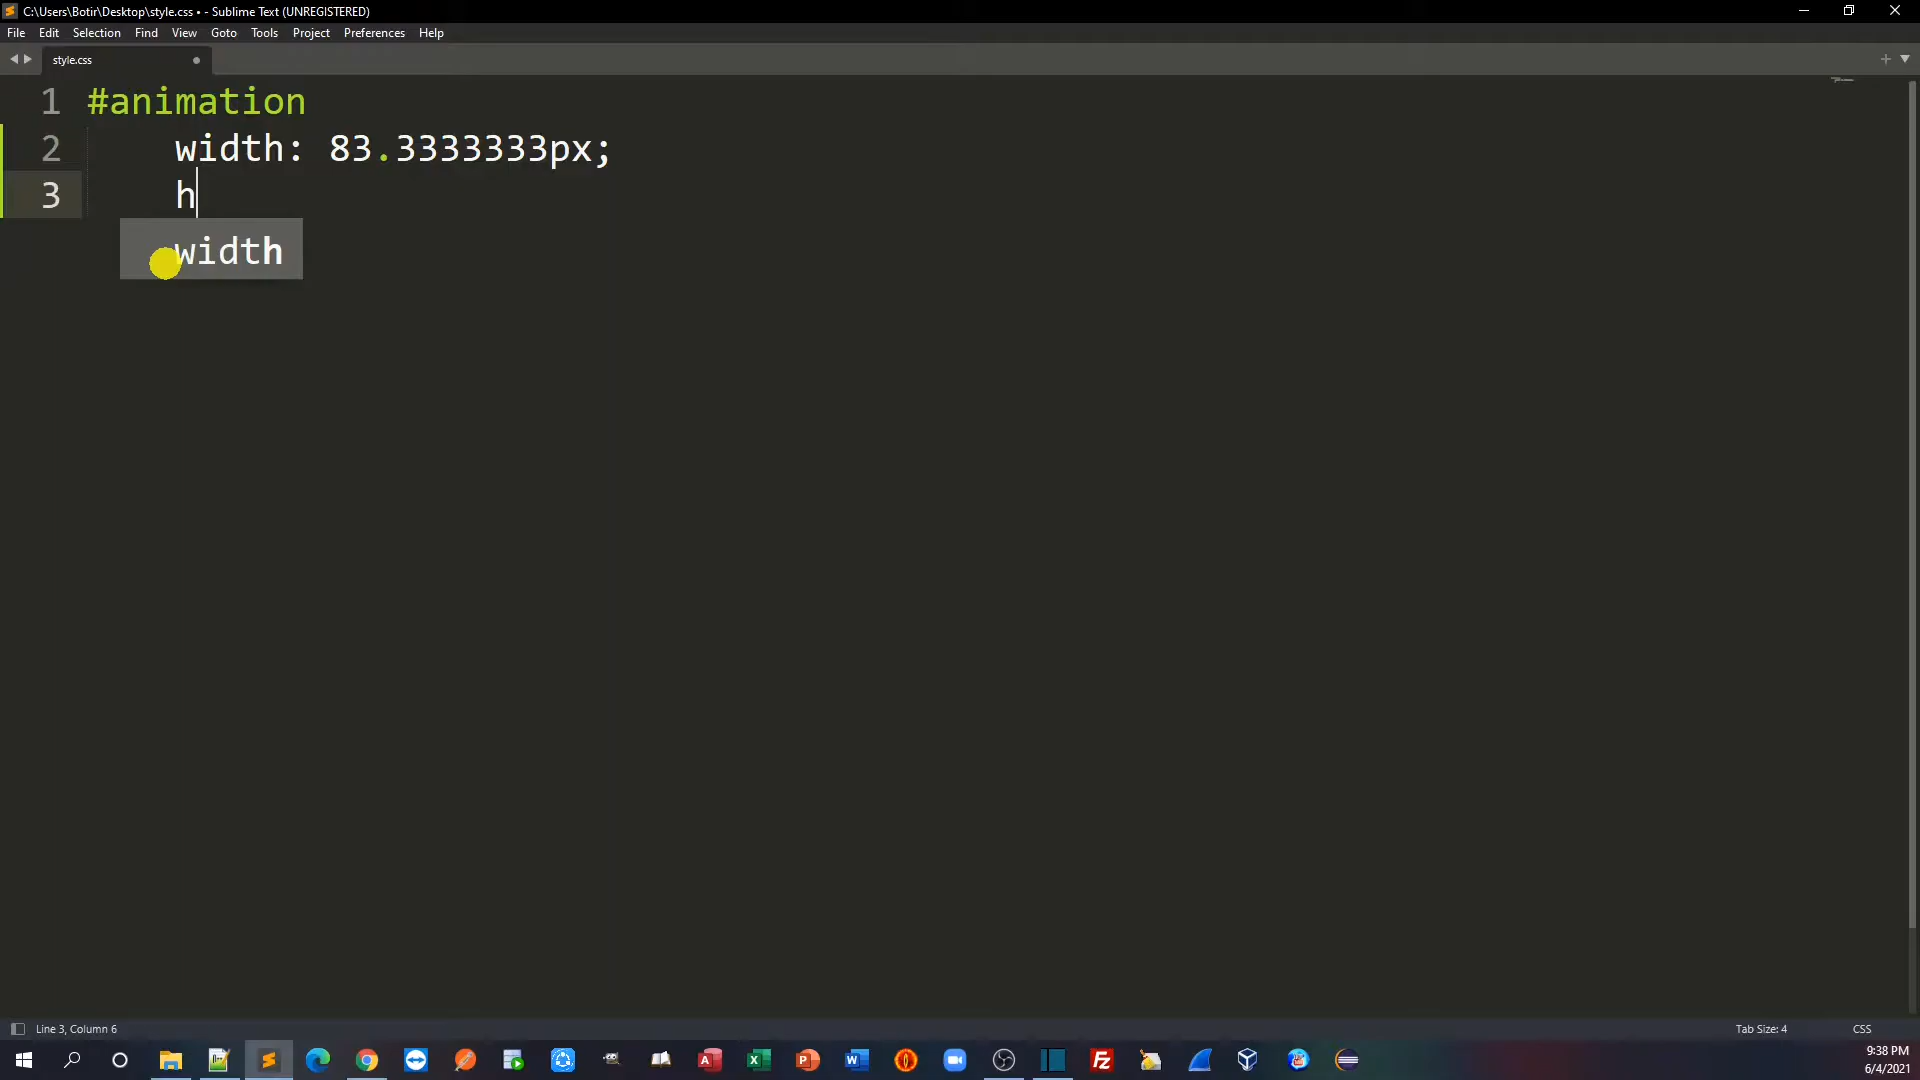 C:\Users\Botir\Desktop\style.css • - Sublime Text (UNREGISTERED)
File Edit Selection Find View Goto Tools Project Preferences Help
style.css
1 #animation
2 width: 83.3333333px;
3 h
width
Line 3, Column 6 Tab Size: 4 CSS
9:38 PM
6/4/2021